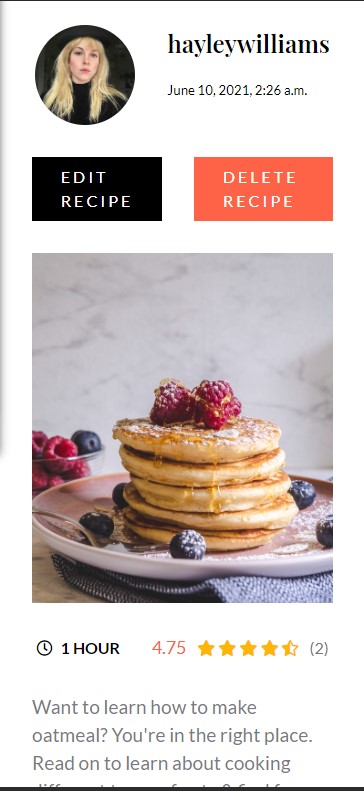 hayleywilliams
June 10, 2021, 2:26 a.m.
EDIT
RECIPE
DELETE
RECIPE
1 HOUR
4.75
(2)
Want to learn how to make
oatmeal? You're in the right place.
Read on to learn about cooking